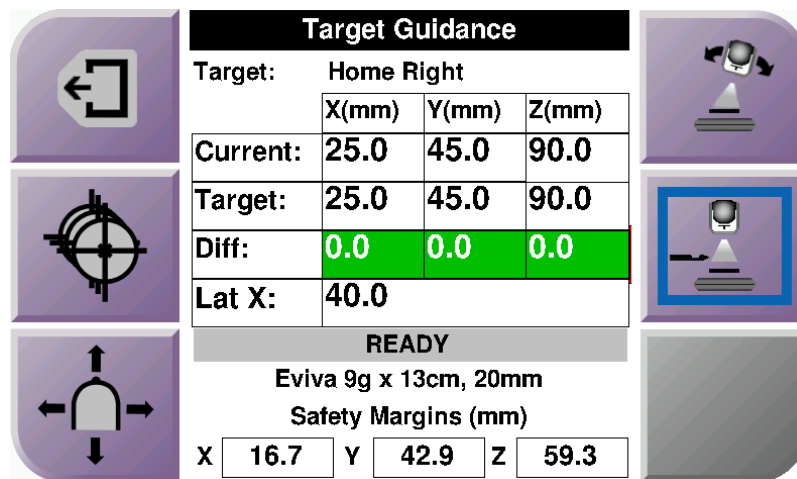 Target Guidance
Target: Home Right
X(mm) Y(mm) Z(mm)
Current: 25.0 45.0 90.0
Target: 25.0 45.0 90.0
Diff: 0.0 0.0 0.0
Lat X: 40.0
READY
Eviva 9g x 13cm, 20mm
Safety Margins (mm)
X 16.7 Y 42.9 Z 59.3